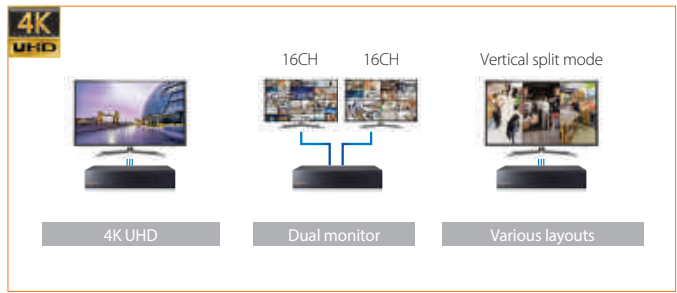 4K
UHD
16CH 16CH
Vertical split mode
4K UHD
Dual monitor
Various layouts